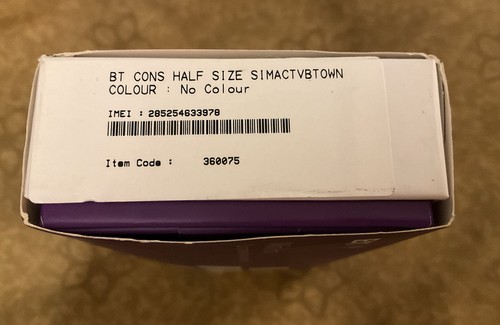 BT CONS HALF SIZE SIMACTVBTOWN
COLOUR : No Colour
IMEI : 285254633978
Item Code : 360075